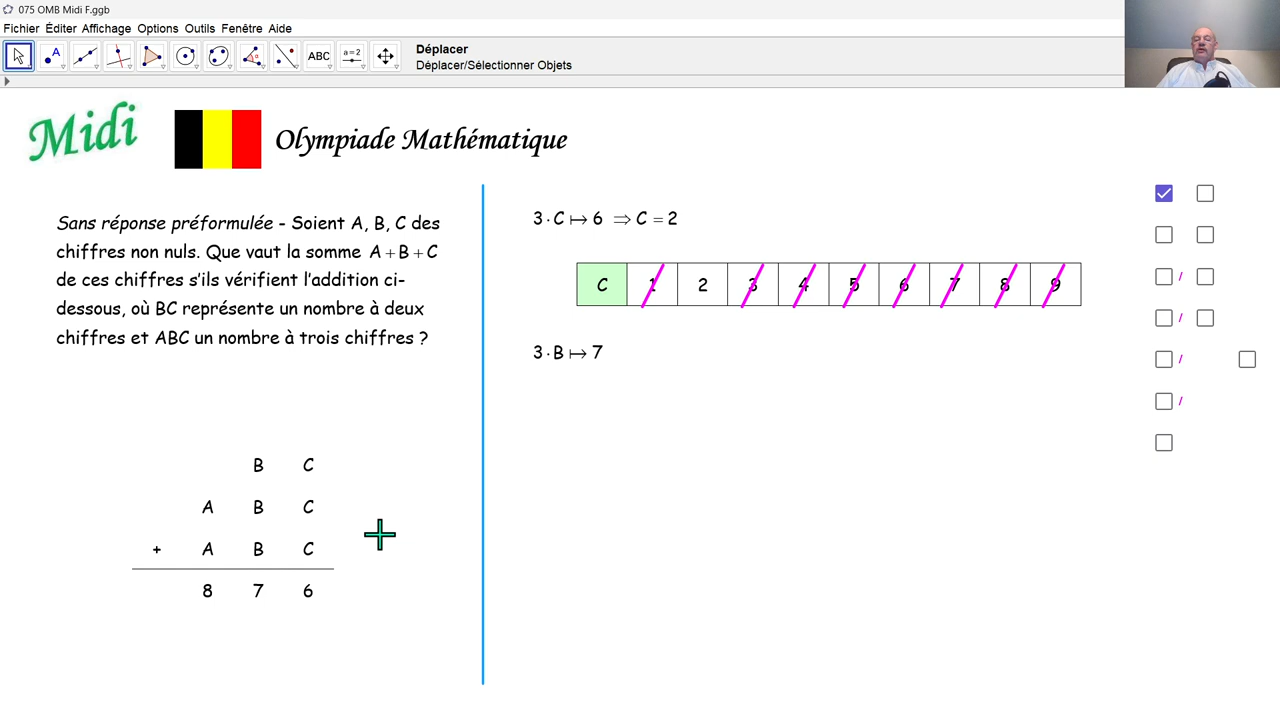 075 OMB Midi F.ggb
Fichier Éditer Affichage Options Outils Fenêtre Aide
A ABC a=2
Déplacer
Déplacer/Sélectionner Objets
Midi
Olympiade Mathématique
Sans réponse préformulée - Soient A, B, C des
chiffres non nuls. Que vaut la somme A + B + C
de ces chiffres s'ils vérifient l'addition ci-
dessous, où BC représente un nombre à deux
chiffres et ABC un nombre à trois chiffres ?
B C
A B C
+ A B C
8 7 6
3 · C ↦ 6 ⇒ C = 2
C 1 2 3 4 5 6 7 8 9
3 · B ↦ 7
/
/
/
/